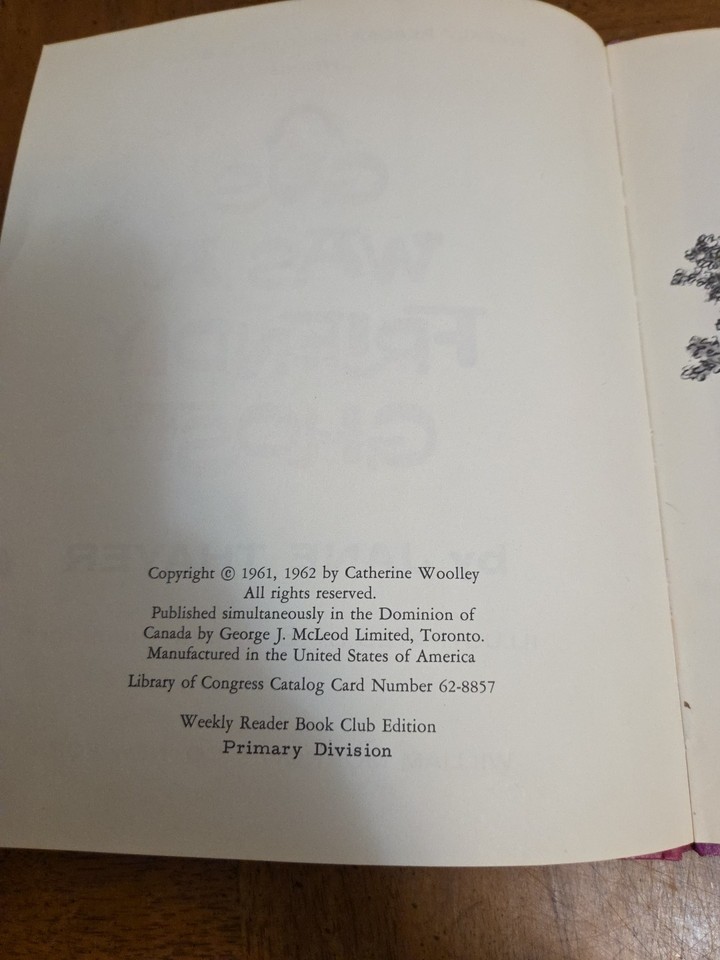 Copyright © 1961, 1962 by Catherine Woolley
All rights reserved.
Published simultaneously in the Dominion of
Canada by George J. McLeod Limited, Toronto.
Manufactured in the United States of America
Library of Congress Catalog Card Number 62-8857
Weekly Reader Book Club Edition
Primary Division